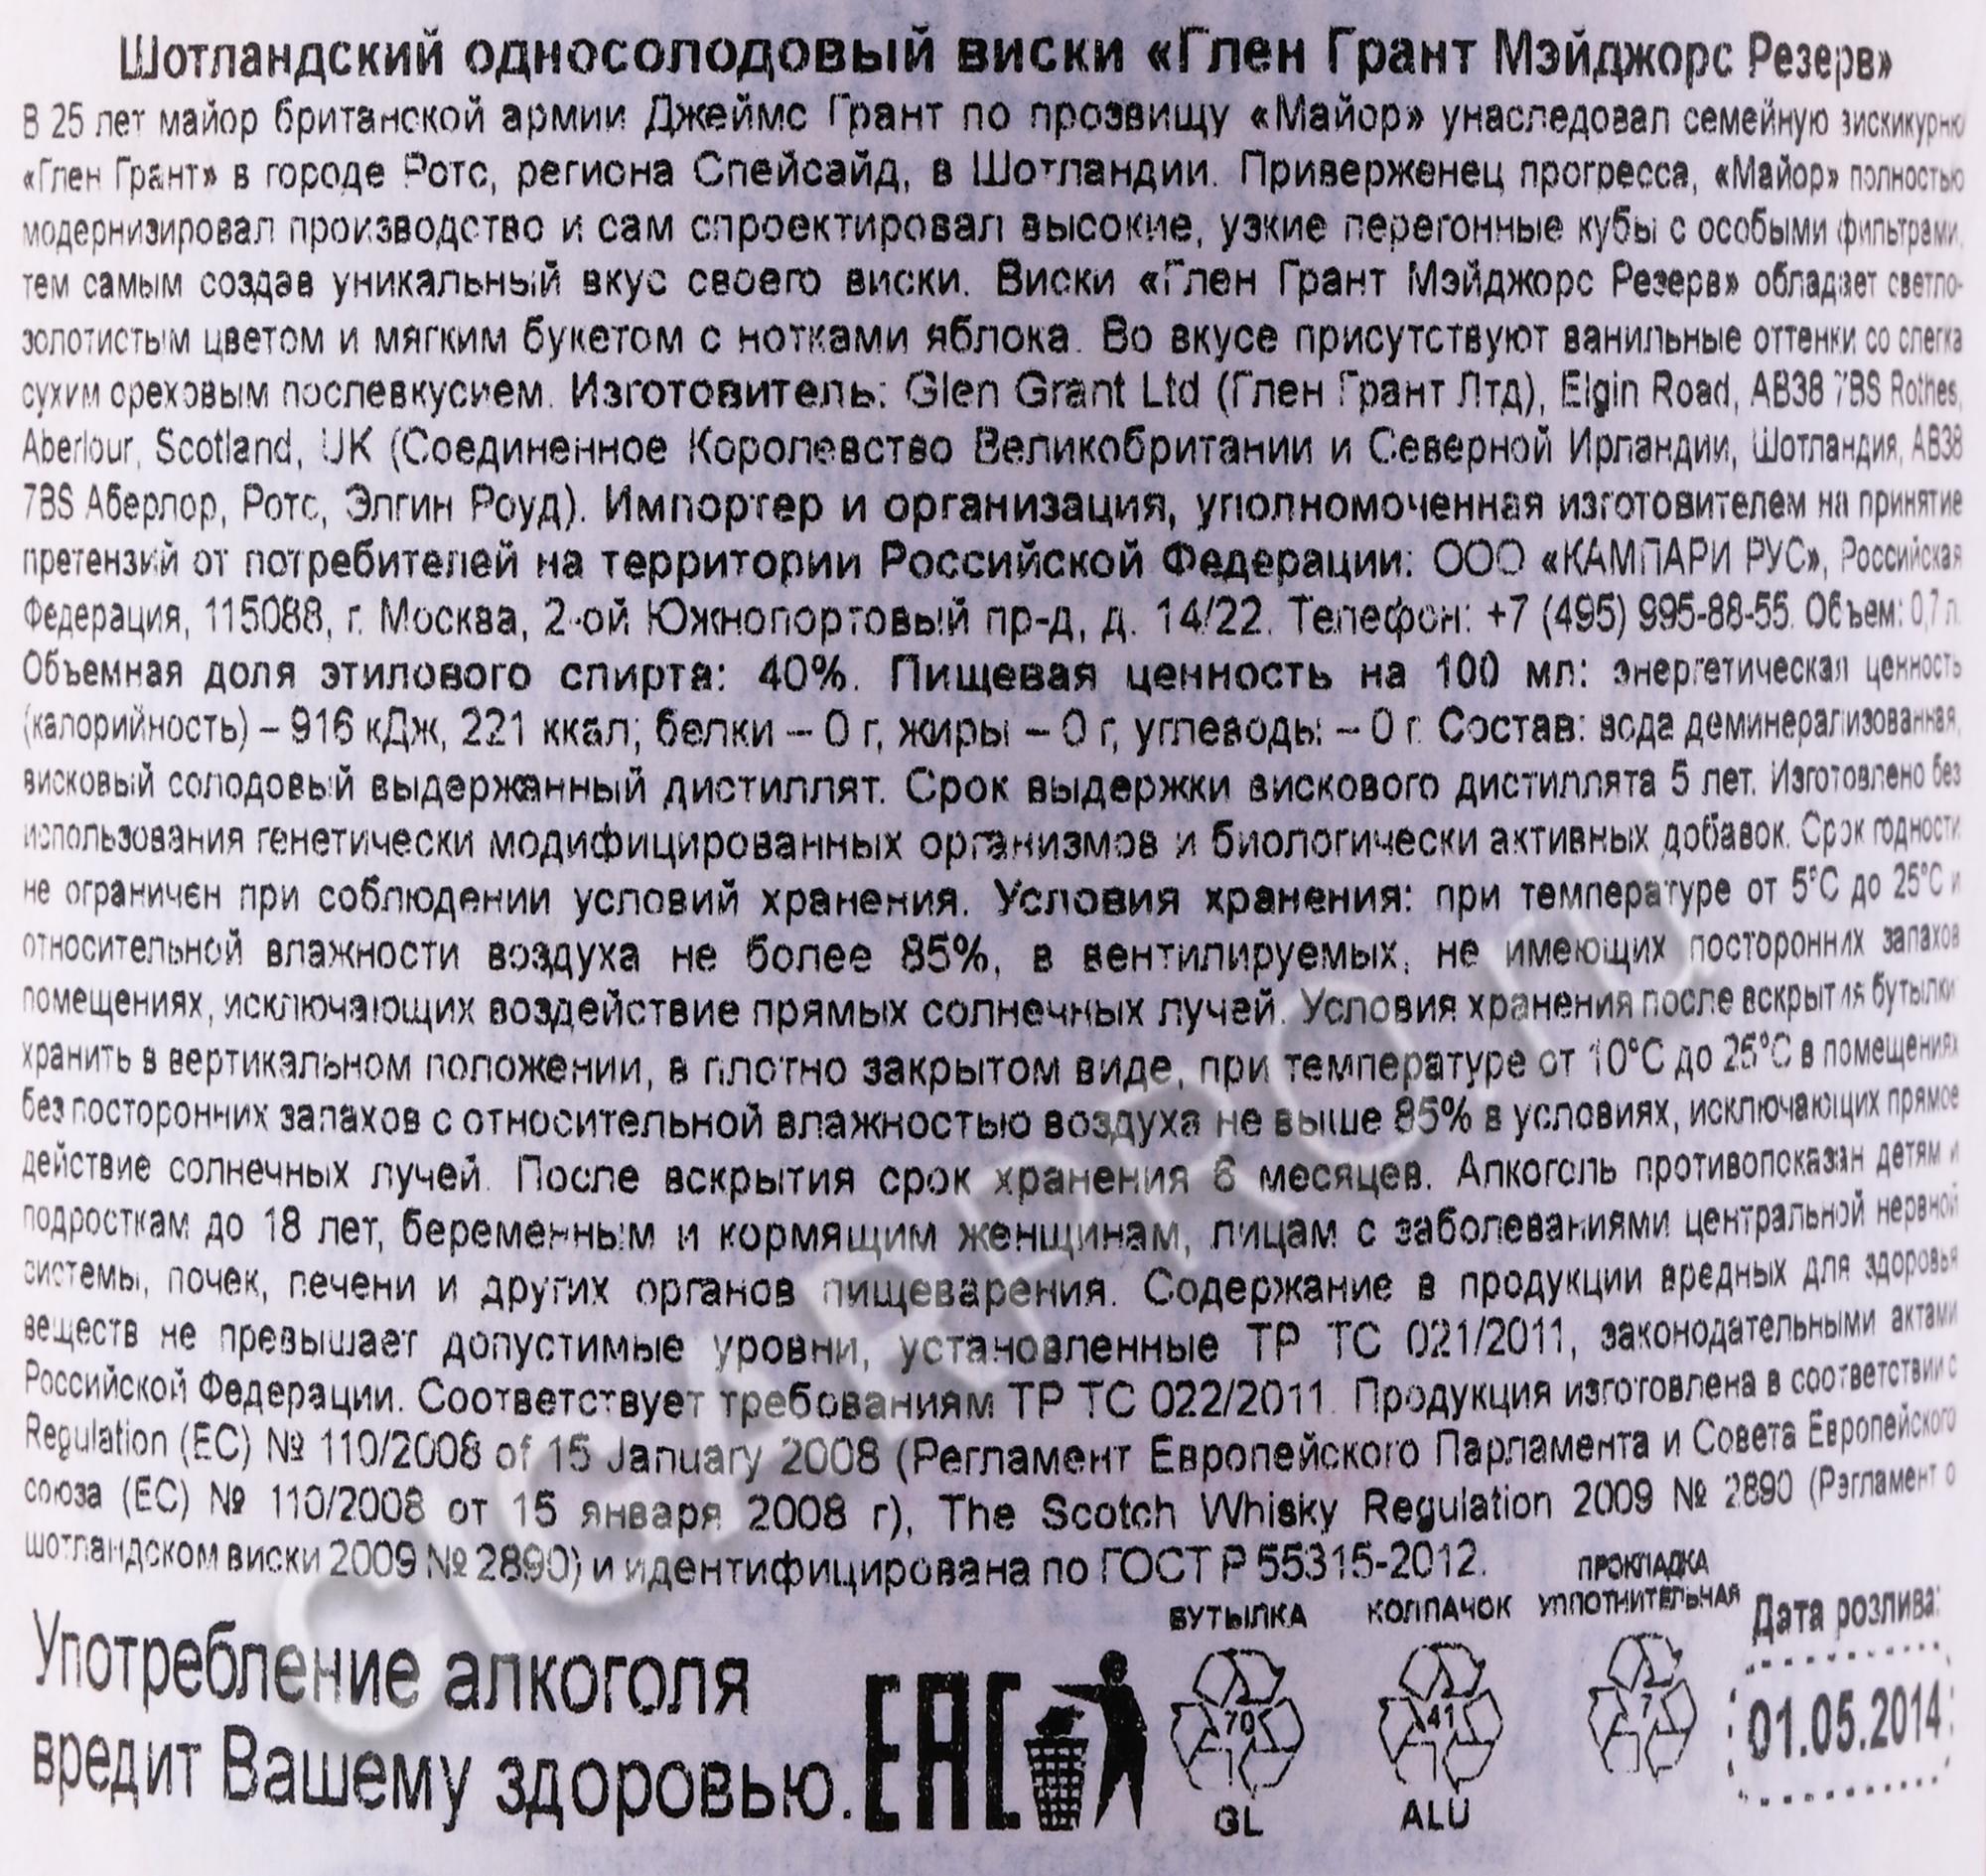 Шотландский односолодовый виски «Глен Грант Мэйджорс Резерв»
В 25 лет майор британской армии Джеймс Грант по прозвищу «Майор» унаследовал семейную вискикурню
«Глен Грант» в городе Ротс, региона Спейсайд, в Шотландии. Приверженец прогресса, «Майор» полностью
модернизировал производство и сам спроектировал высокие, узкие перегонные кубы с особыми фильтрами,
тем самым создав уникальный вкус своего виски. Виски «Глен Грант Мэйджорс Резерв» обладает светло-
золотистым цветом и мягким букетом с нотками яблока. Во вкусе присутствуют ванильные оттенки со слегка
сухим ореховым послевкусием. Изготовитель: Glen Grant Ltd (Глен Грант Лтд), Elgin Road, AB38 7BS Rothes,
Aberlour, Scotland, UK (Соединенное Королевство Великобритании и Северной Ирландии, Шотландия, AB38
7BS Аберлор, Ротс, Элгин Роуд). Импортер и организация, уполномоченная изготовителем на принятие
претензий от потребителей на территории Российской Федерации: ООО «КАМПАРИ РУС», Российская
Федерация, 115088, г. Москва, 2-ой Южнопортовый пр-д, д. 14/22. Телефон: +7 (495) 995-88-55. Объем: 0,7 л.
Объемная доля этилового спирта: 40%. Пищевая ценность на 100 мл: энергетическая ценность
(калорийность) – 916 кДж, 221 ккал; белки – 0 г, жиры – 0 г, углеводы – 0 г. Состав: вода деминерализованная,
висковый солодовый выдержанный дистиллят. Срок выдержки вискового дистиллята 5 лет. Изготовлено без
использования генетически модифицированных организмов и биологически активных добавок. Срок годности
не ограничен при соблюдении условий хранения. Условия хранения: при температуре от 5°С до 25°С и
относительной влажности воздуха не более 85%, в вентилируемых, не имеющих посторонних запахов
помещениях, исключающих воздействие прямых солнечных лучей. Условия хранения после вскрытия бутылки
хранить в вертикальном положении, в плотно закрытом виде, при температуре от 10°С до 25°С в помещениях
без посторонних запахов с относительной влажностью воздуха не выше 85% в условиях, исключающих прямое
действие солнечных лучей. После вскрытия срок хранения 6 месяцев. Алкоголь противопоказан детям и
подросткам до 18 лет, беременным и кормящим женщинам, лицам с заболеваниями центральной нервной
системы, почек, печени и других органов пищеварения. Содержание в продукции вредных для здоровья
веществ не превышает допустимые уровни, установленные ТР ТС 021/2011, законодательными актами
Российской Федерации. Соответствует требованиям ТР ТС 022/2011. Продукция изготовлена в соответствии с
Regulation (EC) № 110/2008 of 15 January 2008 (Регламент Европейского Парламента и Совета Европейского
союза (ЕС) № 110/2008 от 15 января 2008 г), The Scotch Whisky Regulation 2009 № 2890 (Регламент о
шотландском виски 2009 № 2890) и идентифицирована по ГОСТ Р 55315-2012.
БУТЫЛКА КОЛПАЧОК ПРОКЛАДКА
УПЛОТНИТЕЛЬНАЯ
Дата розлива:
Употребление алкоголя
вредит Вашему здоровью.
EAC
70 41 7
GL ALU
01.05.2014
CIGARPRO.RU